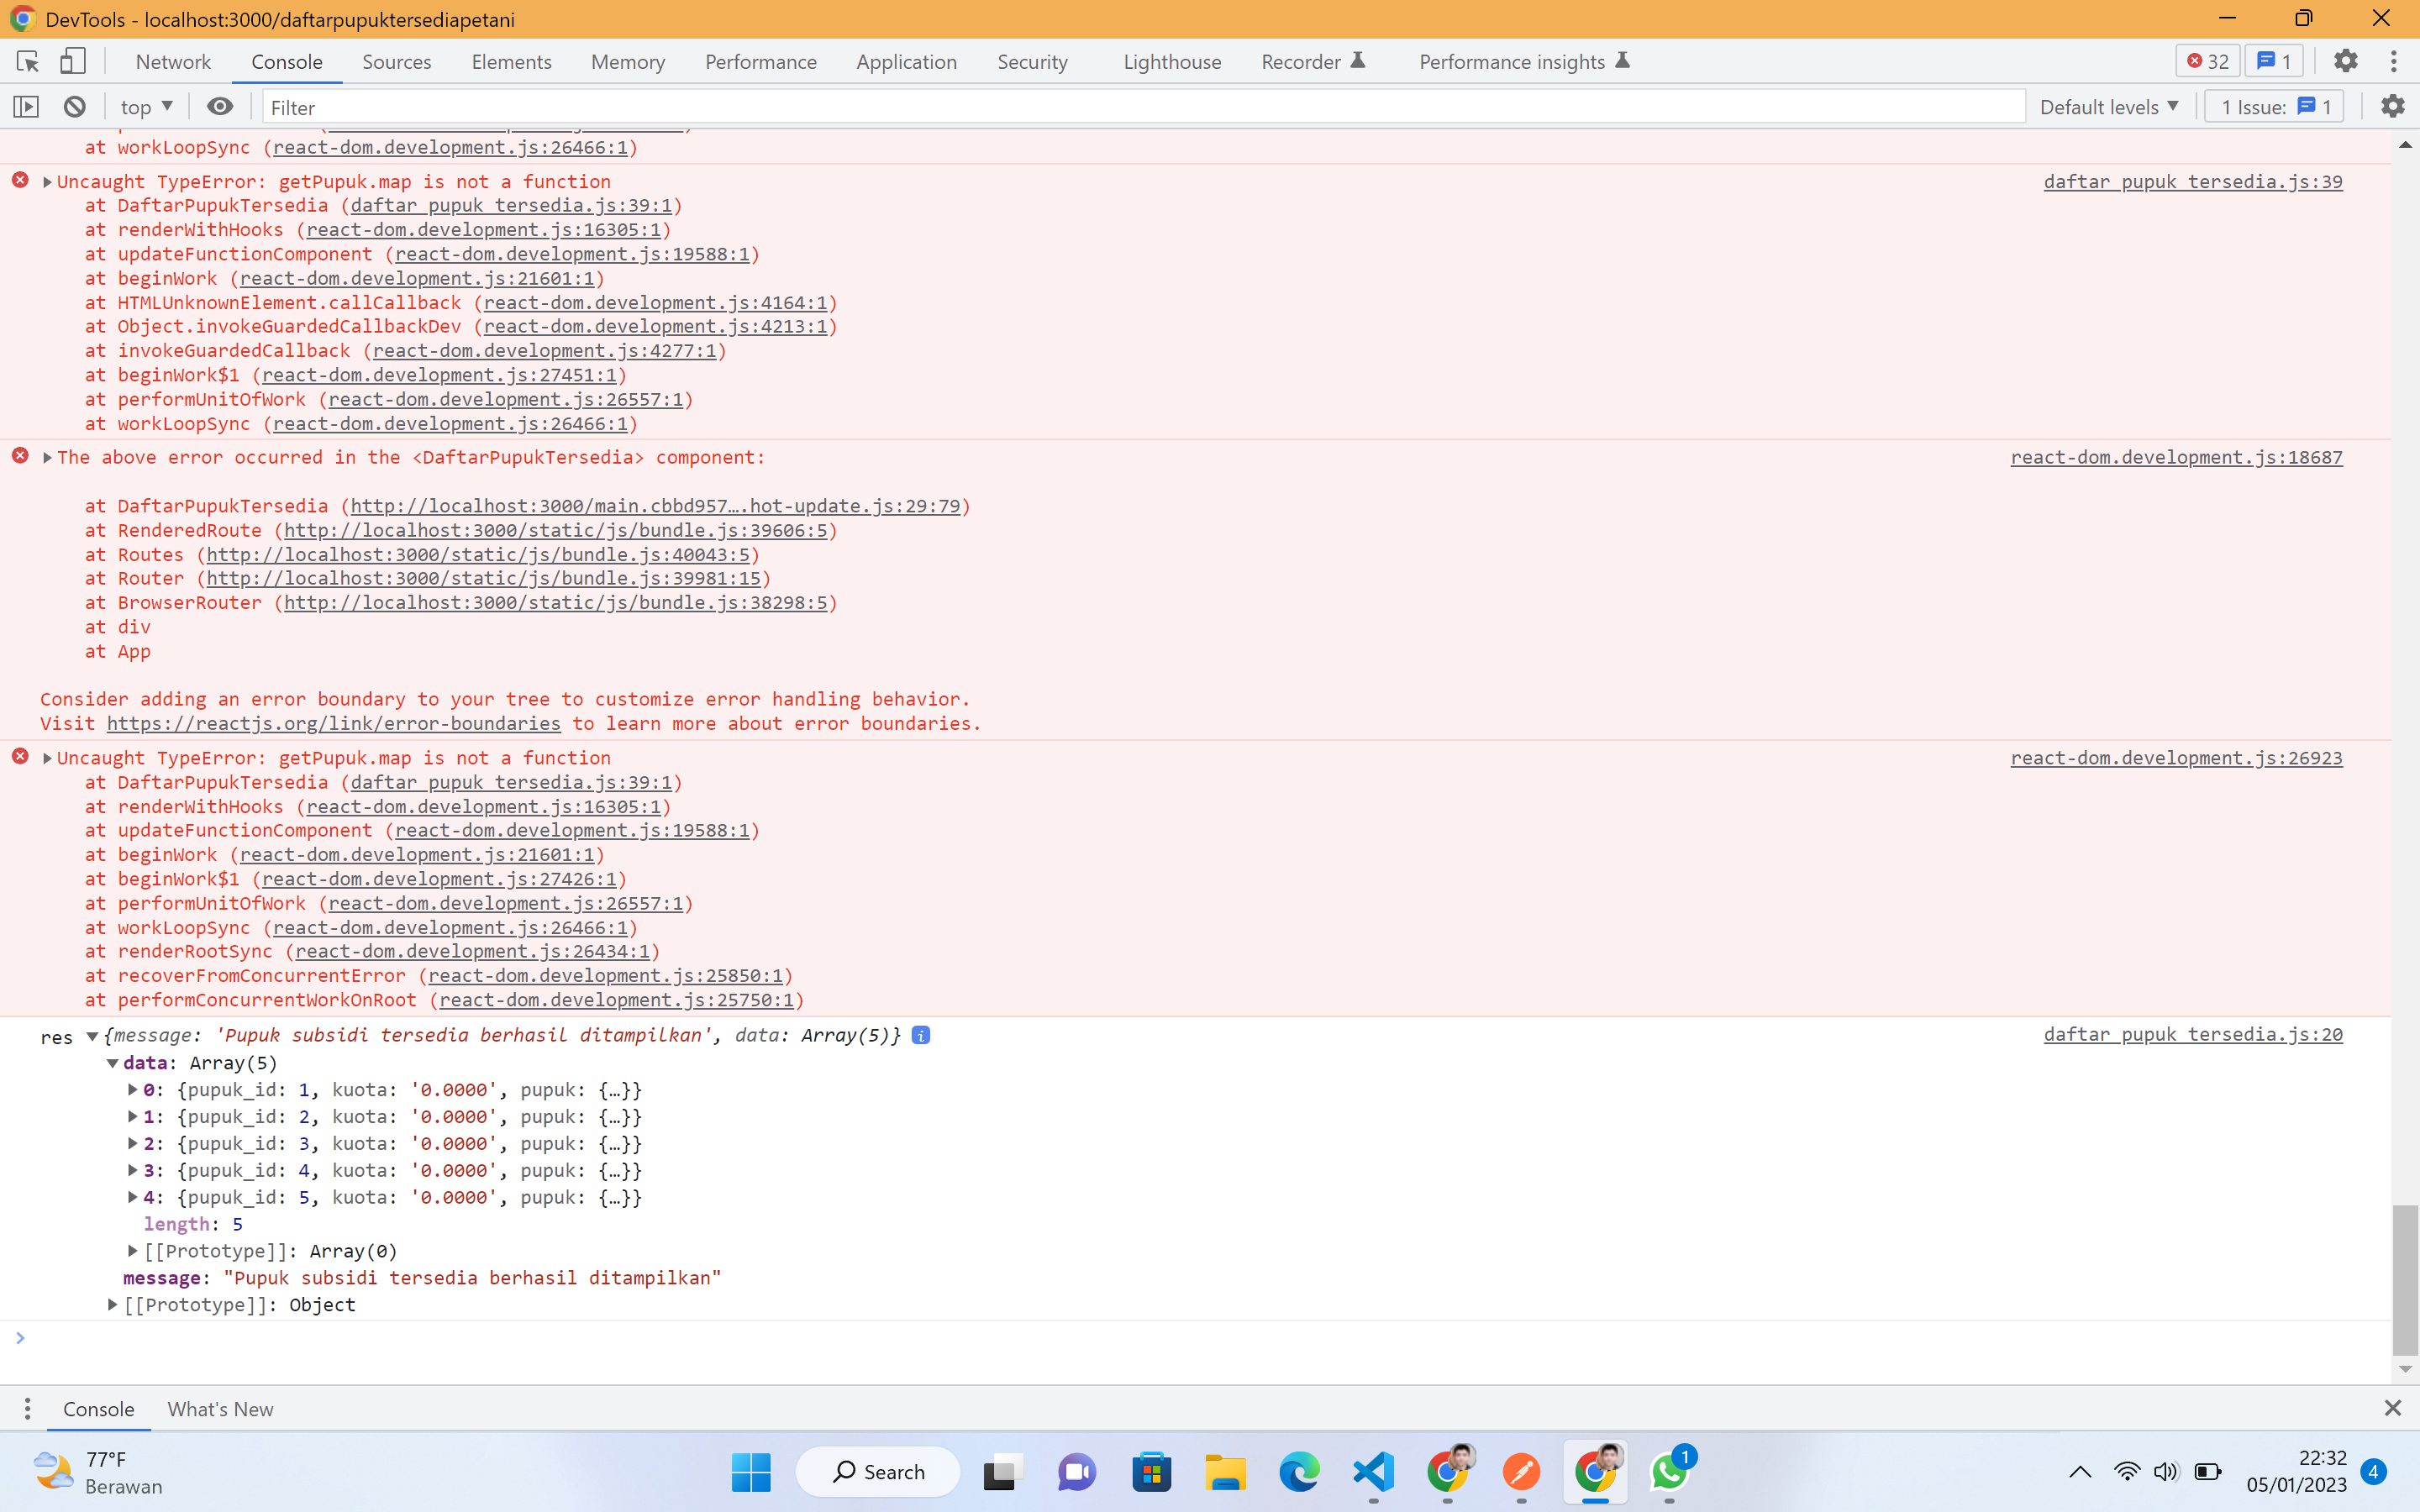 DevTools - localhost:3000/daftarpupuktersediapetani
Network Console Sources Elements Memory Performance Application Security Lighthouse Recorder Performance insights 32 1
top Filter Default levels 1 Issue: 1
at workLoopSync (react-dom.development.js:26466:1)
Uncaught TypeError: getPupuk.map is not a function daftar_pupuk_tersedia.js:39
at DaftarPupukTersedia (daftar_pupuk_tersedia.js:39:1)
at renderWithHooks (react-dom.development.js:16305:1)
at updateFunctionComponent (react-dom.development.js:19588:1)
at beginWork (react-dom.development.js:21601:1)
at HTMLUnknownElement.callCallback (react-dom.development.js:4164:1)
at Object.invokeGuardedCallbackDev (react-dom.development.js:4213:1)
at invokeGuardedCallback (react-dom.development.js:4277:1)
at beginWork$1 (react-dom.development.js:27451:1)
at performUnitOfWork (react-dom.development.js:26557:1)
at workLoopSync (react-dom.development.js:26466:1)
The above error occurred in the <DaftarPupukTersedia> component: react-dom.development.js:18687
at DaftarPupukTersedia (http://localhost:3000/main.cbbd957….hot-update.js:29:79)
at RenderedRoute (http://localhost:3000/static/js/bundle.js:39606:5)
at Routes (http://localhost:3000/static/js/bundle.js:40043:5)
at Router (http://localhost:3000/static/js/bundle.js:39981:15)
at BrowserRouter (http://localhost:3000/static/js/bundle.js:38298:5)
at div
at App
Consider adding an error boundary to your tree to customize error handling behavior.
Visit https://reactjs.org/link/error-boundaries to learn more about error boundaries.
Uncaught TypeError: getPupuk.map is not a function react-dom.development.js:26923
at DaftarPupukTersedia (daftar_pupuk_tersedia.js:39:1)
at renderWithHooks (react-dom.development.js:16305:1)
at updateFunctionComponent (react-dom.development.js:19588:1)
at beginWork (react-dom.development.js:21601:1)
at beginWork$1 (react-dom.development.js:27426:1)
at performUnitOfWork (react-dom.development.js:26557:1)
at workLoopSync (react-dom.development.js:26466:1)
at renderRootSync (react-dom.development.js:26434:1)
at recoverFromConcurrentError (react-dom.development.js:25850:1)
at performConcurrentWorkOnRoot (react-dom.development.js:25750:1)
res {message: 'Pupuk subsidi tersedia berhasil ditampilkan', data: Array(5)} daftar_pupuk_tersedia.js:20
data: Array(5)
0: {pupuk_id: 1, kuota: '0.0000', pupuk: {…}}
1: {pupuk_id: 2, kuota: '0.0000', pupuk: {…}}
2: {pupuk_id: 3, kuota: '0.0000', pupuk: {…}}
3: {pupuk_id: 4, kuota: '0.0000', pupuk: {…}}
4: {pupuk_id: 5, kuota: '0.0000', pupuk: {…}}
length: 5
[[Prototype]]: Array(0)
message: "Pupuk subsidi tersedia berhasil ditampilkan"
[[Prototype]]: Object
Console What's New
77°F
Berawan
Search
1
22:32
05/01/2023
4